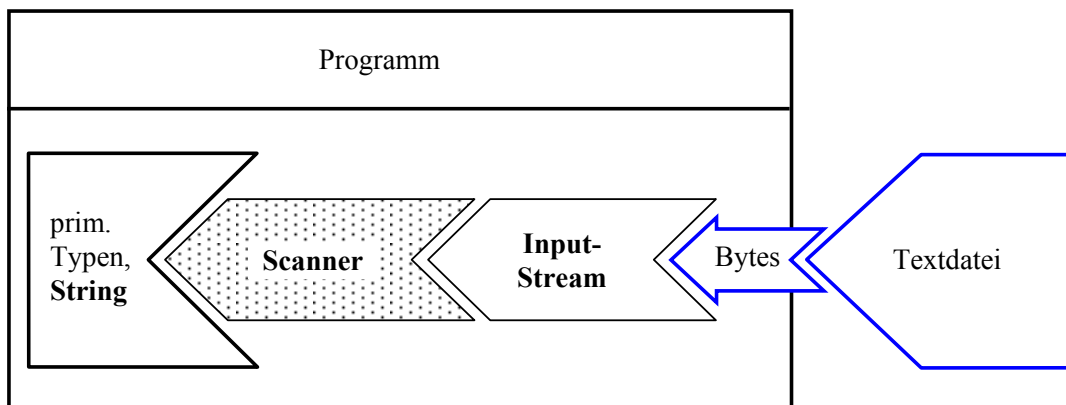 Programm
prim.
Typen,
String
Scanner
Input-
Stream
Bytes
Textdatei